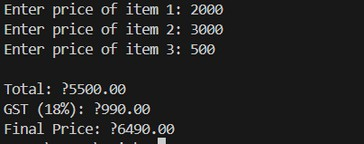 Enter price of item 1: 2000
Enter price of item 2: 3000
Enter price of item 3: 500
Total: ?5500.00
GST (18%): ?990.00
Final Price: ?6490.00